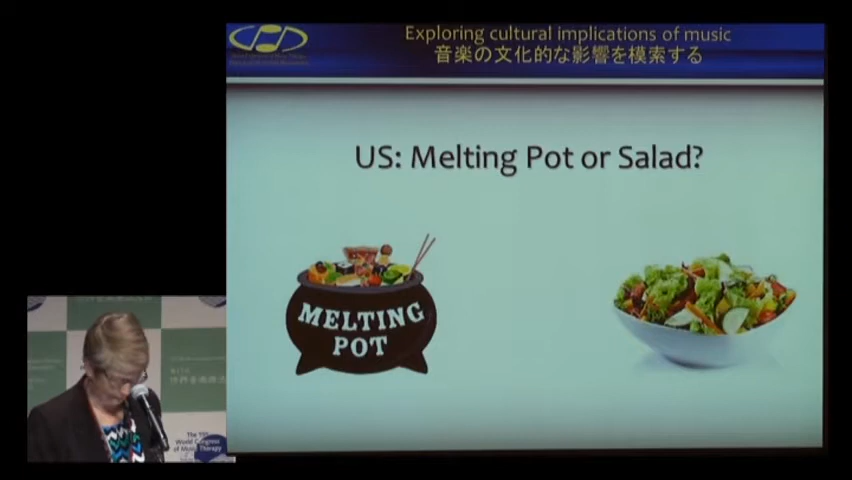 Exploring cultural implications of music
音楽の文化的な影響を模索する
US: Melting Pot or Salad?
MELTING
POT
The 15th
World Congress
of Music Therapy